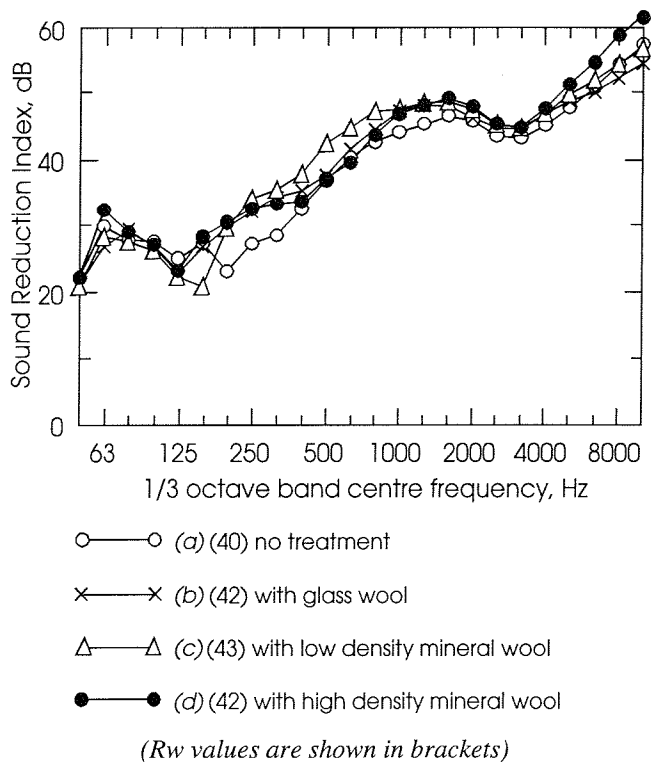 60
40
20
0
Sound Reduction Index, dB
63 125 250 500 1000 2000 4000 8000
1/3 octave band centre frequency, Hz
(a) (40) no treatment
(b) (42) with glass wool
(c) (43) with low density mineral wool
(d) (42) with high density mineral wool
(Rw values are shown in brackets)